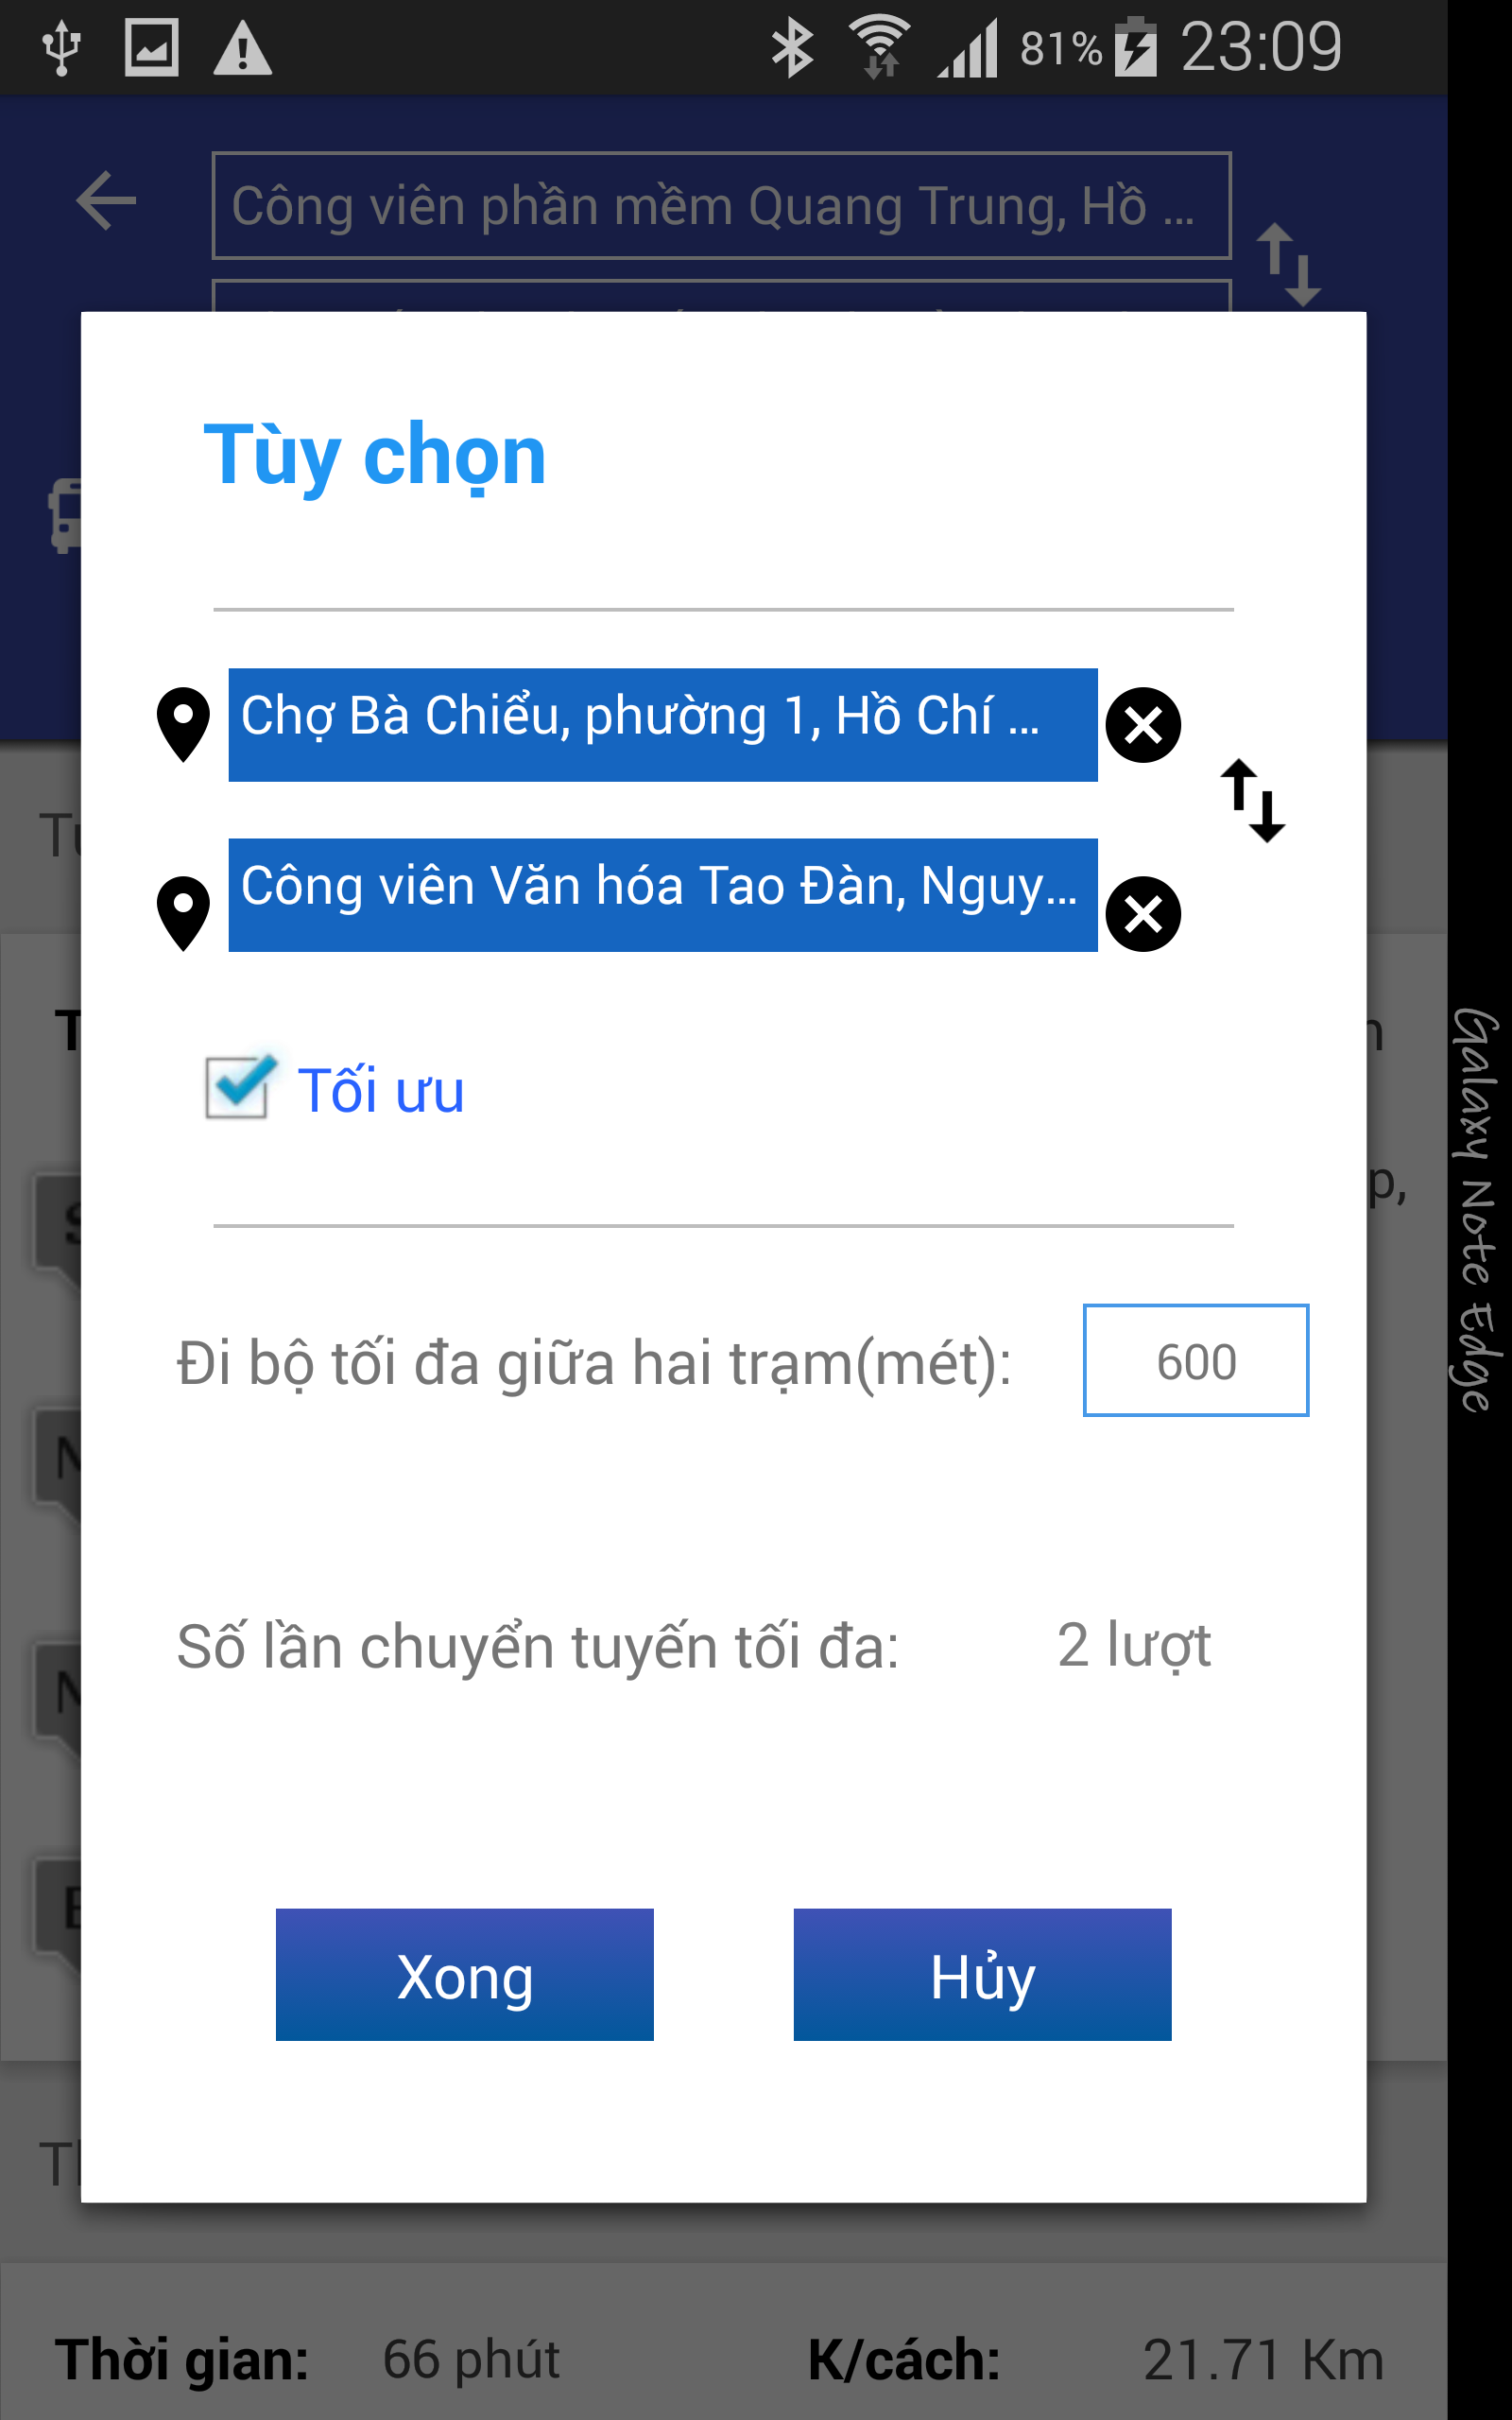 81% 23:09
Công viên phần mềm Quang Trung, Hồ ...
Tùy chọn
Chợ Bà Chiểu, phường 1, Hồ Chí ...
Công viên Văn hóa Tao Đàn, Nguy...
Tối ưu
Đi bộ tối đa giữa hai trạm(mét): 600
Số lần chuyển tuyến tối đa: 2 lượt
Xong Hủy
Thời gian: 66 phút K/cách: 21.71 Km
Galaxy Note Edge